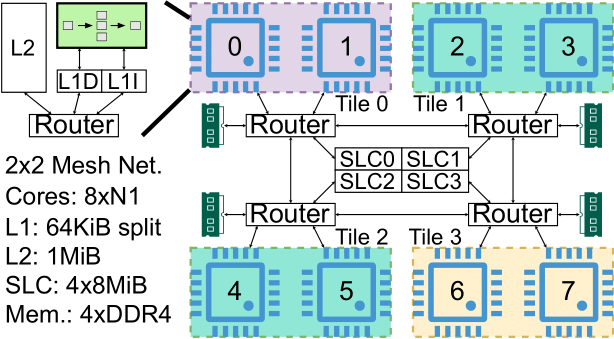 L2
L1D L1I
Router
2x2 Mesh Net.
Cores: 8xN1
L1: 64KiB split
L2: 1MiB
SLC: 4x8MiB
Mem.: 4xDDR4
0 1 2 3
Tile 0 Tile 1
Router Router
SLC0 SLC1
SLC2 SLC3
Router Router
Tile 2 Tile 3
4 5 6 7